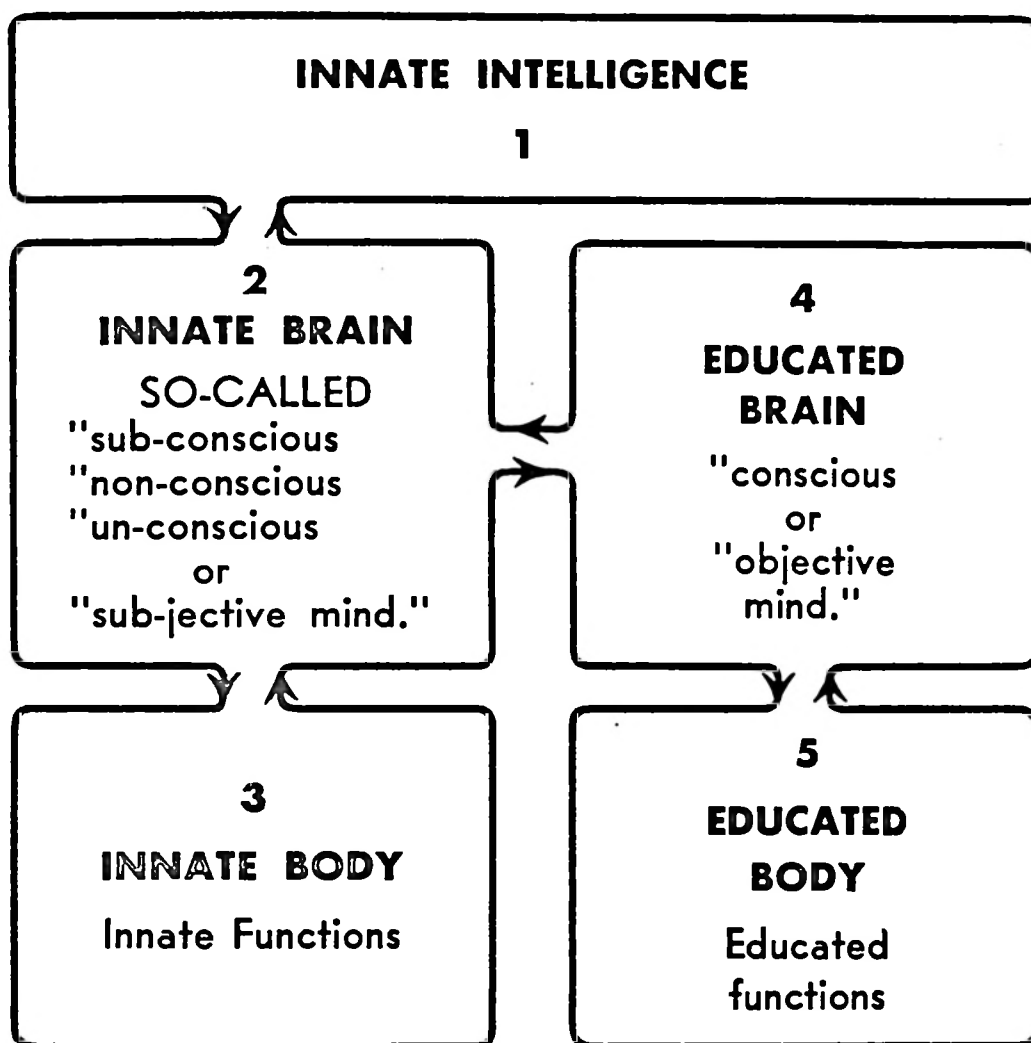 INNATE INTELLIGENCE
1
2
INNATE BRAIN
SO-CALLED
"sub-conscious
"non-conscious
"un-conscious
or
"sub-jective mind."
3
INNATE BODY
Innate Functions
4
EDUCATED
BRAIN
"conscious
or
"objective
mind."
5
EDUCATED
BODY
Educated
functions